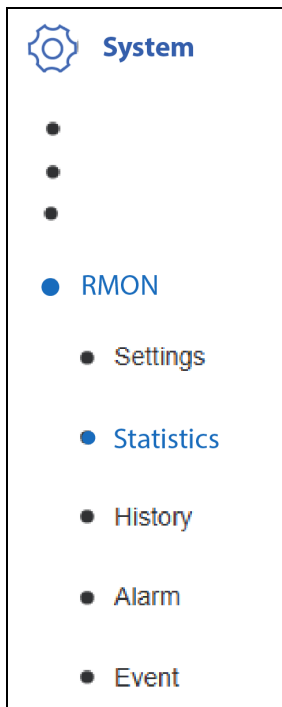 System
RMON
Settings
Statistics
History
Alarm
Event